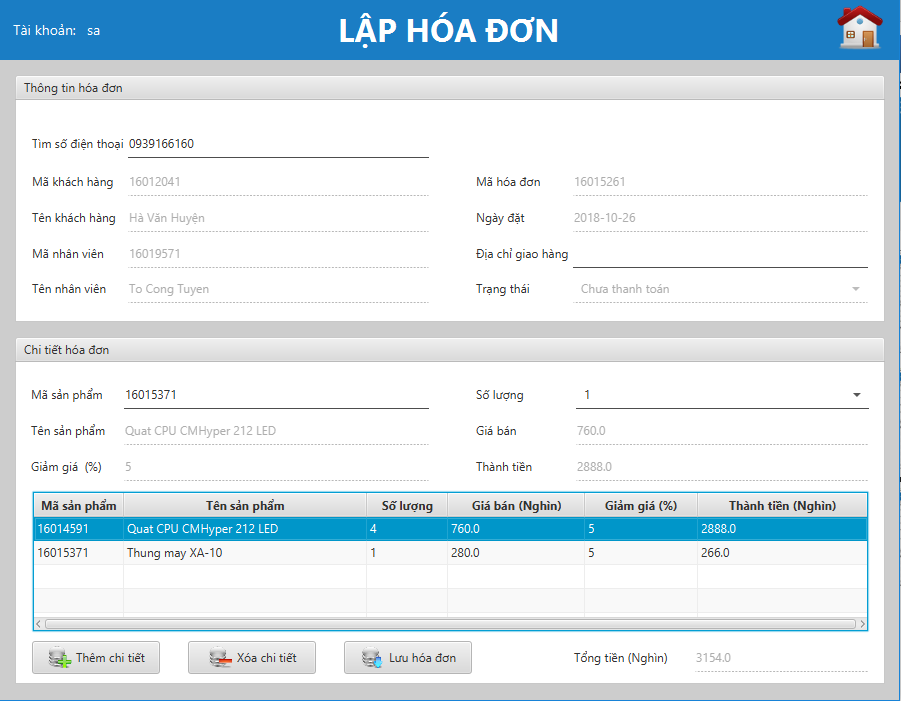 Tài khoản: sa
LẬP HÓA ĐƠN
Thông tin hóa đơn
Tìm số điện thoại 0939166160
Mã khách hàng 16012041 Mã hóa đơn 16015261
Tên khách hàng Hà Văn Huyện Ngày đặt 2018-10-26
Mã nhân viên 16019571 Địa chỉ giao hàng
Tên nhân viên To Cong Tuyen Trạng thái Chưa thanh toán
Chi tiết hóa đơn
Mã sản phẩm 16015371 Số lượng 1
Tên sản phẩm Quat CPU CMHyper 212 LED Giá bán 760.0
Giảm giá (%) 5 Thành tiền 2888.0
Mã sản phẩm Tên sản phẩm Số lượng Giá bán (Nghìn) Giảm giá (%) Thành tiền (Nghìn)
16014591 Quat CPU CMHyper 212 LED 4 760.0 5 2888.0
16015371 Thung may XA-10 1 280.0 5 266.0
Thêm chi tiết Xóa chi tiết Lưu hóa đơn Tổng tiền (Nghìn) 3154.0